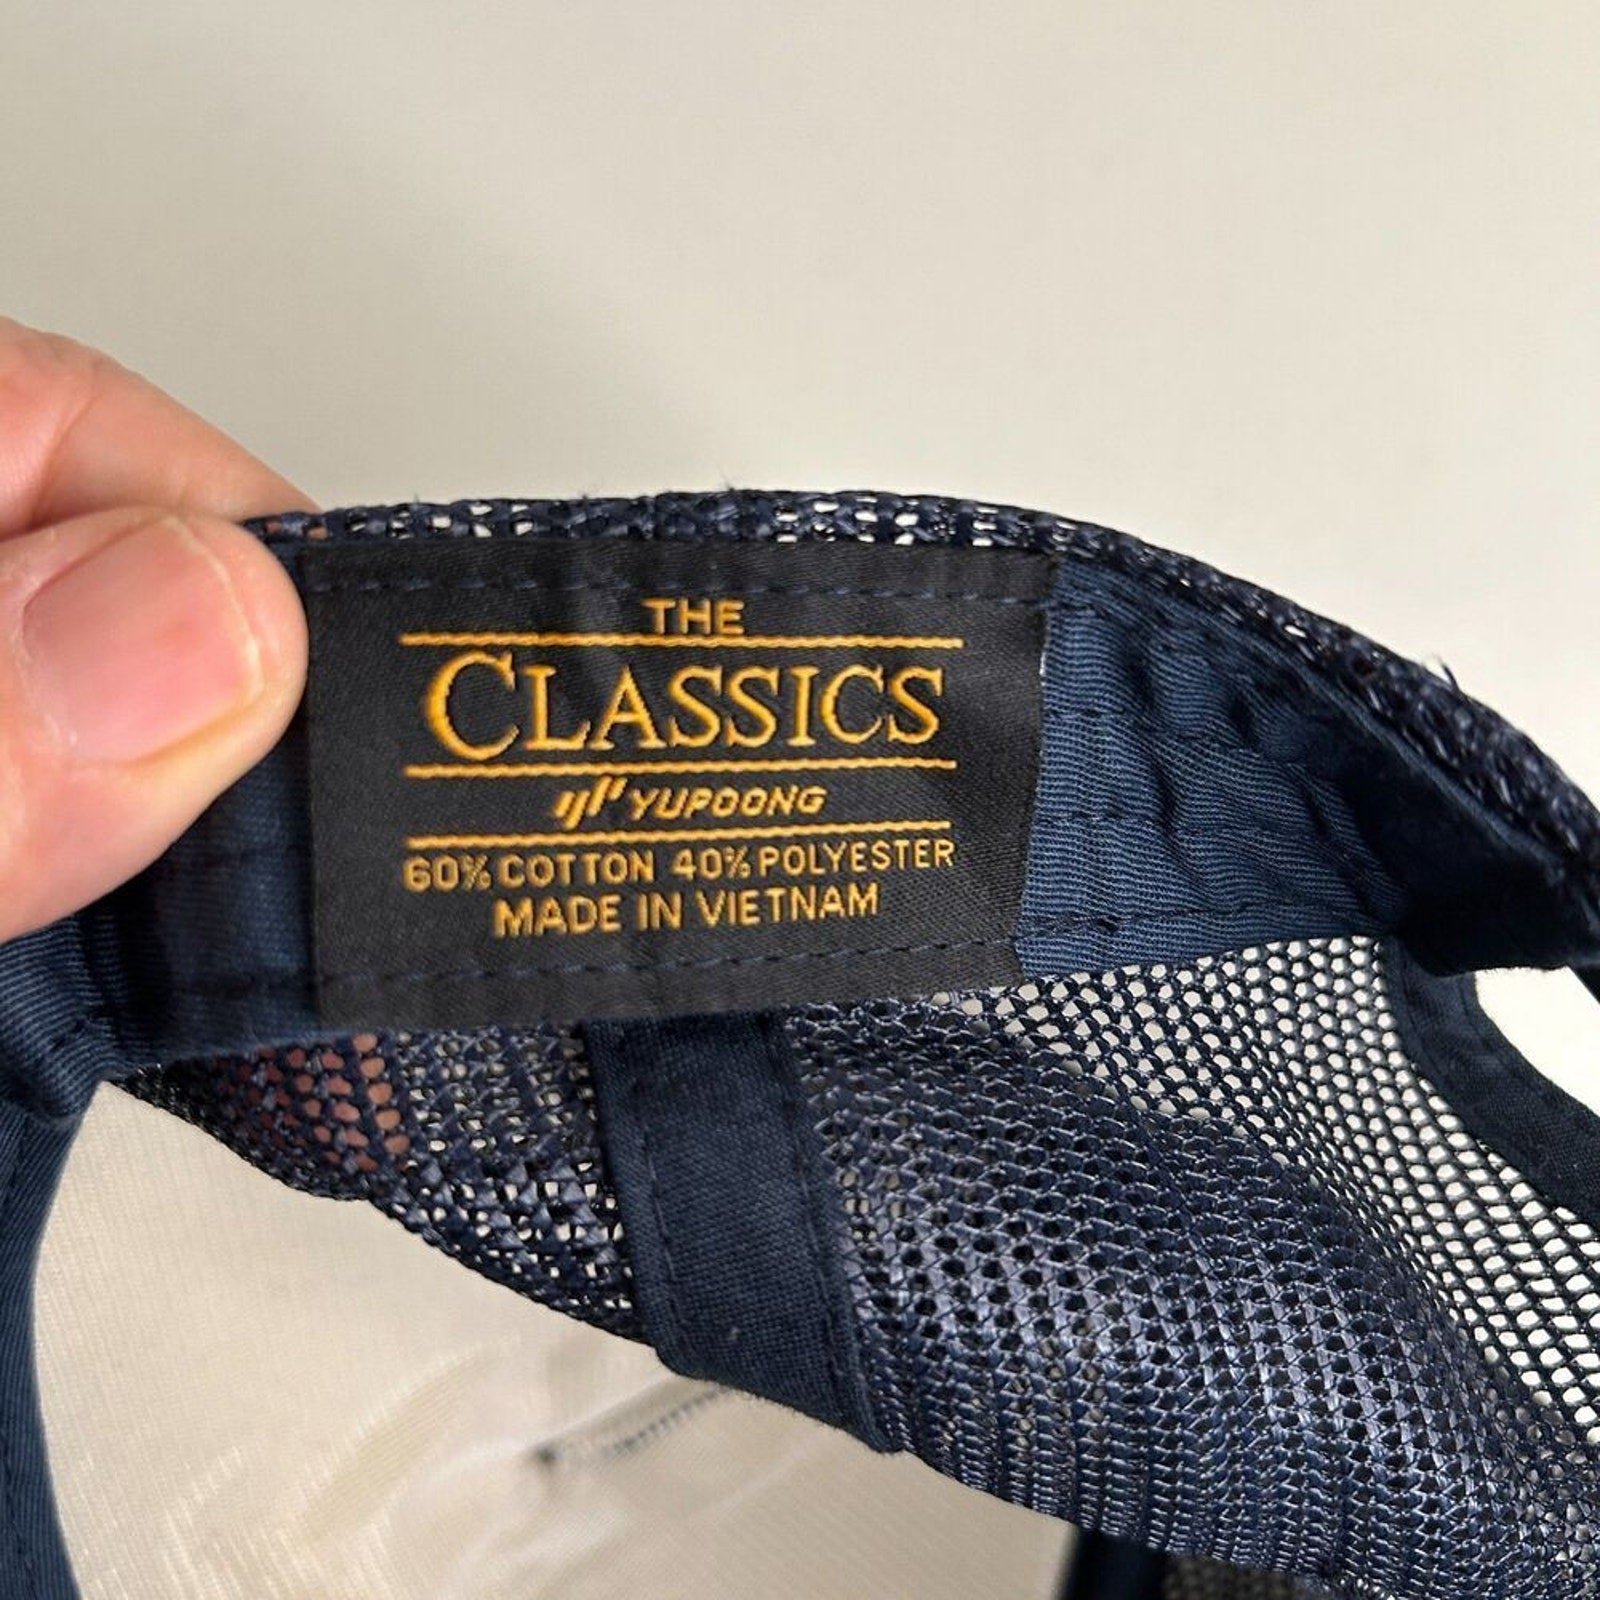 THE
CLASSICS
YUPOONG
60% COTTON 40% POLYESTER
MADE IN VIETNAM